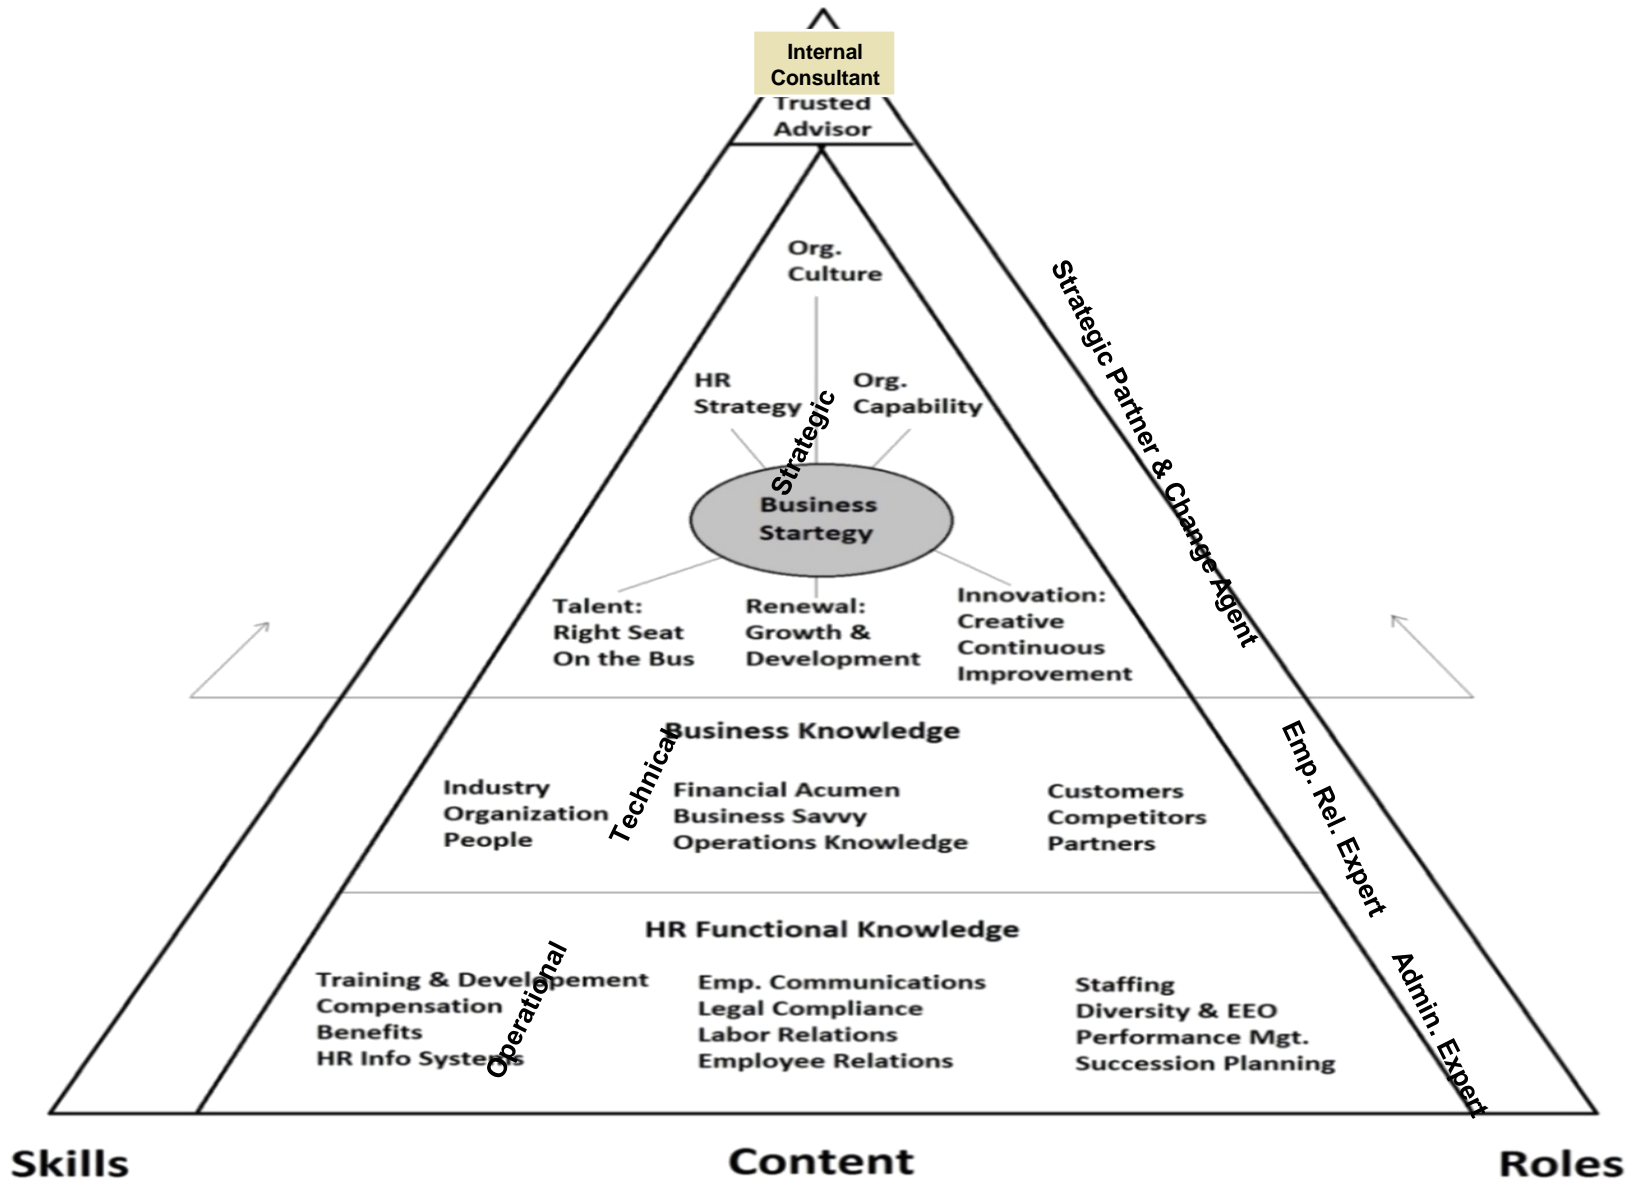 Internal
Consultant
Trusted
Advisor
Org.
Culture
HR
Strategy
Org.
Capability
Strategic
Business
Startegy
Talent:
Right Seat
On the Bus
Renewal:
Growth &
Development
Innovation:
Creative
Continuous
Improvement
Strategic Partner & Change Agent
Business Knowledge
Technical
Industry
Organization
People
Financial Acumen
Business Savvy
Operations Knowledge
Customers
Competitors
Partners
Emp. Rel. Expert
HR Functional Knowledge
Operational
Training & Developement
Compensation
Benefits
HR Info Systems
Emp. Communications
Legal Compliance
Labor Relations
Employee Relations
Staffing
Diversity & EEO
Performance Mgt.
Succession Planning
Admin. Expert
Skills
Content
Roles